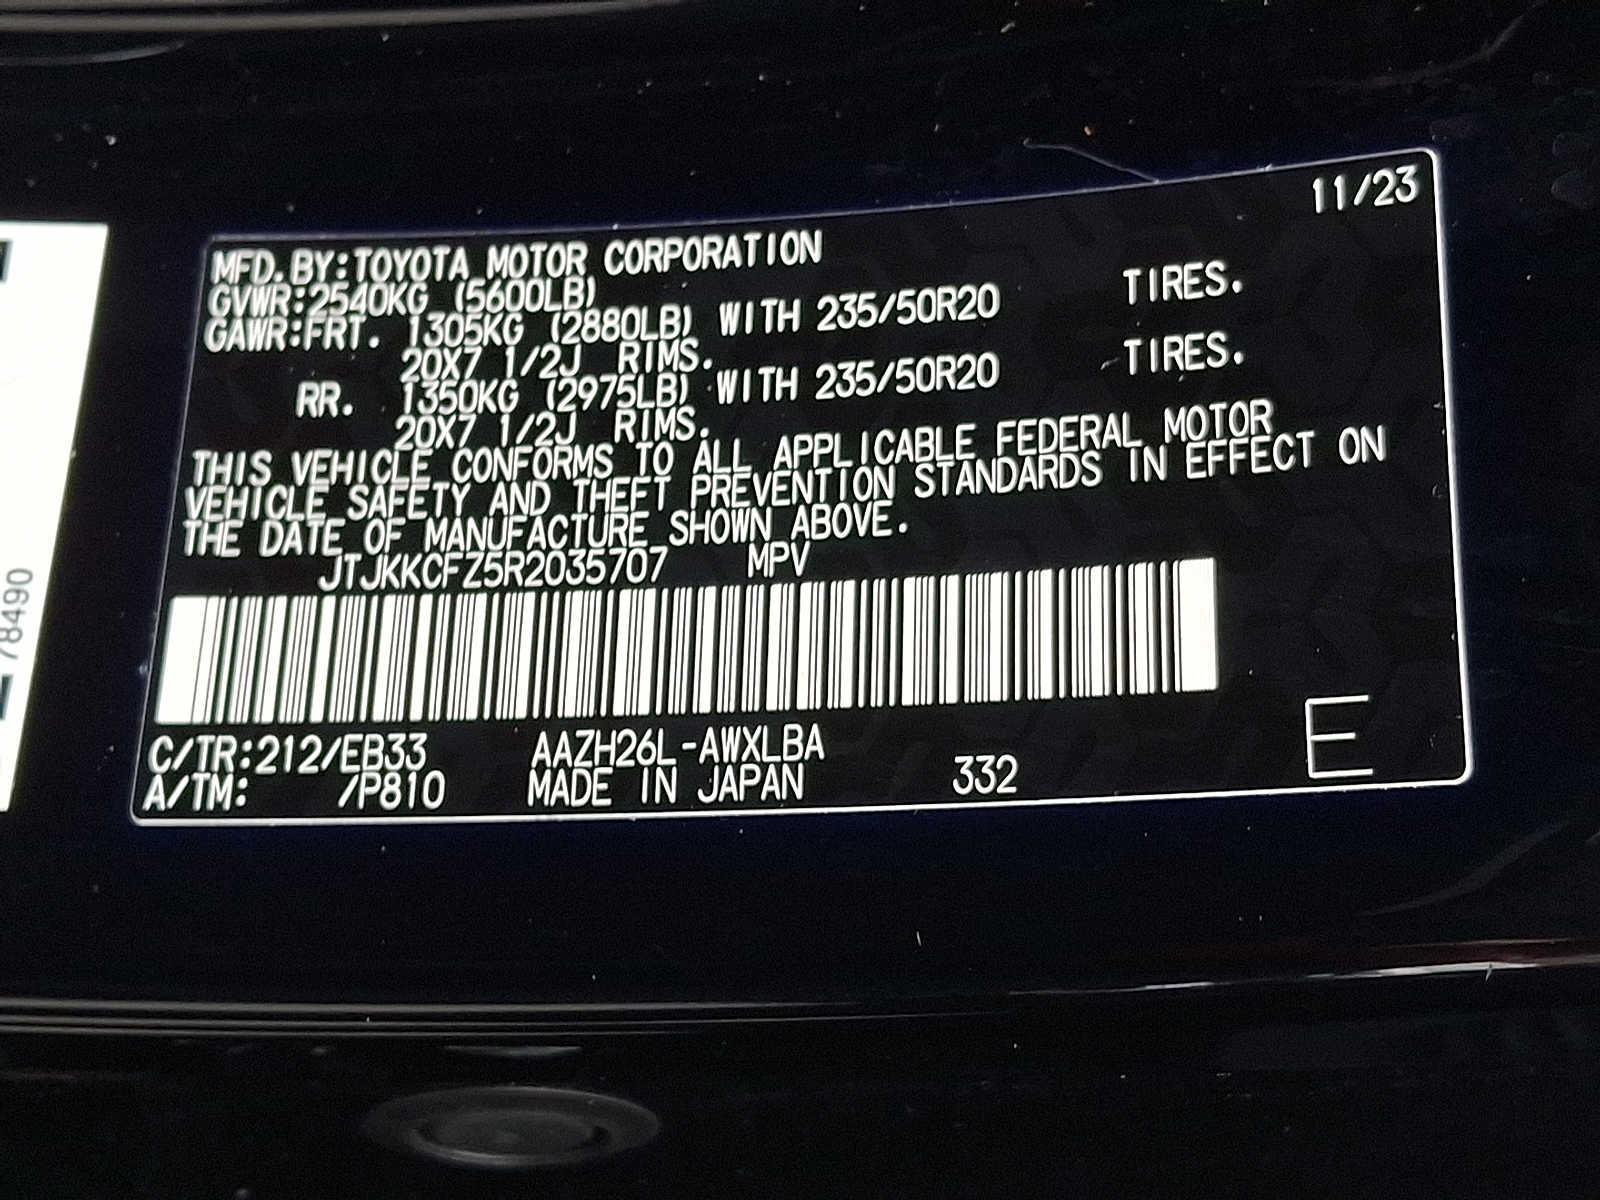 11/23
MFD.BY:TOYOTA MOTOR CORPORATION
GVWR:2540KG (5600LB)
GAWR:FRT. 1305KG (2880LB) WITH 235/50R20 TIRES.
20X7 1/2J RIMS.
RR. 1350KG (2975LB) WITH 235/50R20 TIRES.
20X7 1/2J RIMS.
THIS VEHICLE CONFORMS TO ALL APPLICABLE FEDERAL MOTOR
VEHICLE SAFETY AND THEFT PREVENTION STANDARDS IN EFFECT ON
THE DATE OF MANUFACTURE SHOWN ABOVE.
JTJKKCFZ5R2035707 MPV
C/TR:212/EB33 AAZH26L-AWXLBA
A/TM: /P810 MADE IN JAPAN 332
E
78490